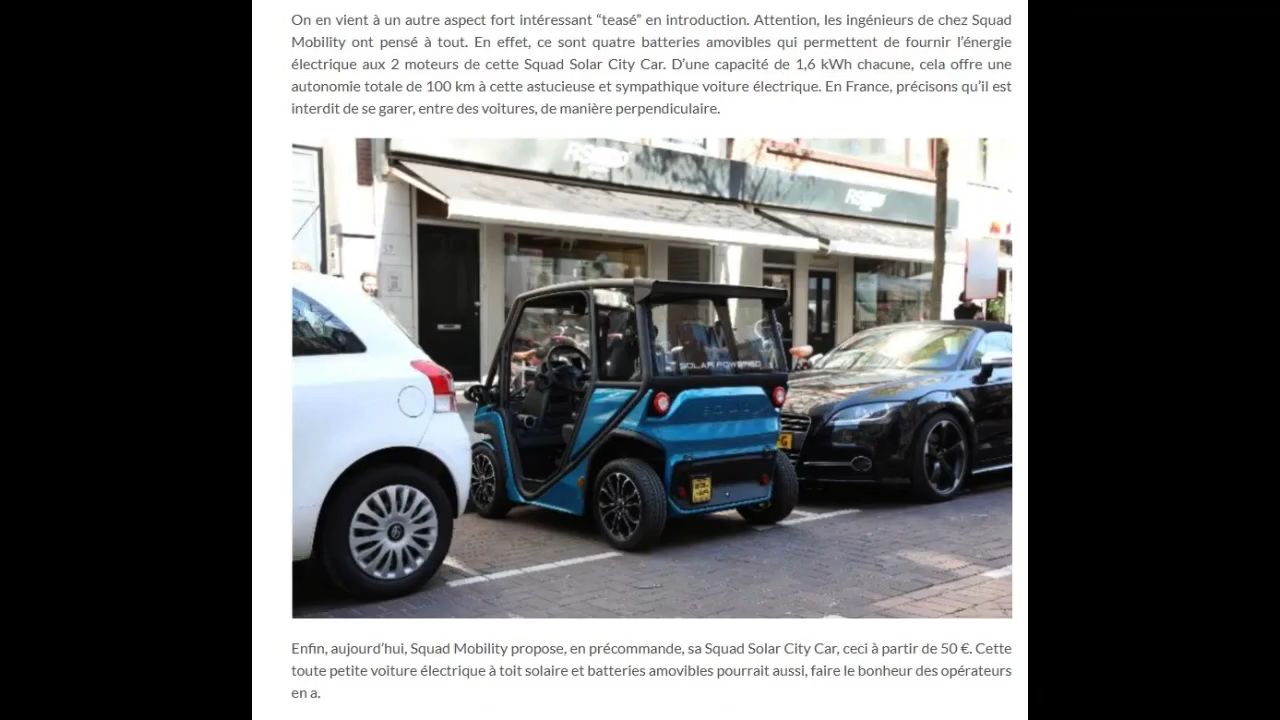 On en vient à un autre aspect fort intéressant “teasé” en introduction. Attention, les ingénieurs de chez Squad
Mobility ont pensé à tout. En effet, ce sont quatre batteries amovibles qui permettent de fournir l’énergie
électrique aux 2 moteurs de cette Squad Solar City Car. D’une capacité de 1,6 kWh chacune, cela offre une
autonomie totale de 100 km à cette astucieuse et sympathique voiture électrique. En France, précisons qu’il est
interdit de se garer, entre des voitures, de manière perpendiculaire.
SOLAR POWERED
SQUAD
Enfin, aujourd’hui, Squad Mobility propose, en précommande, sa Squad Solar City Car, ceci à partir de 50 €. Cette
toute petite voiture électrique à toit solaire et batteries amovibles pourrait aussi, faire le bonheur des opérateurs
en a.